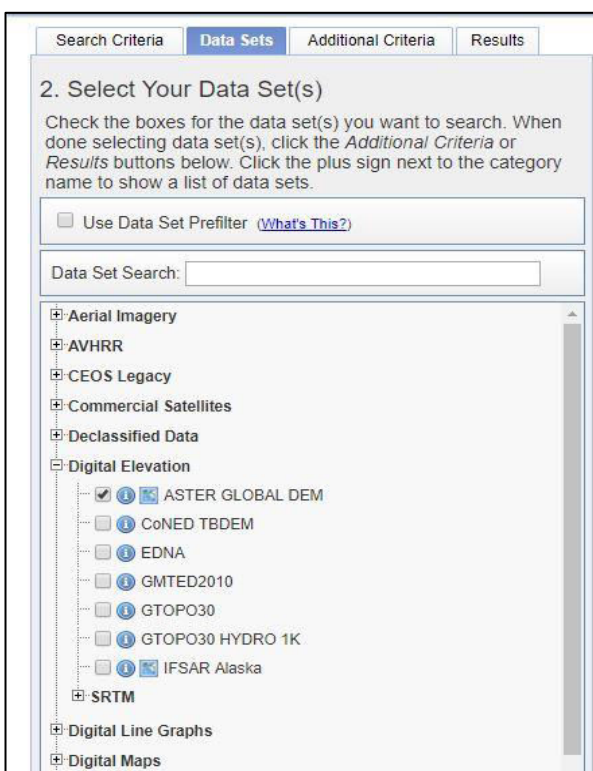 Search Criteria Data Sets Additional Criteria Results
2. Select Your Data Set(s)
Check the boxes for the data set(s) you want to search. When
done selecting data set(s), click the Additional Criteria or
Results buttons below. Click the plus sign next to the category
name to show a list of data sets.
Use Data Set Prefilter (What's This?)
Data Set Search:
Aerial Imagery
AVHRR
CEOS Legacy
Commercial Satellites
Declassified Data
Digital Elevation
ASTER GLOBAL DEM
CoNED TBDEM
EDNA
GMTED2010
GTOPO30
GTOPO30 HYDRO 1K
IFSAR Alaska
SRTM
Digital Line Graphs
Digital Maps